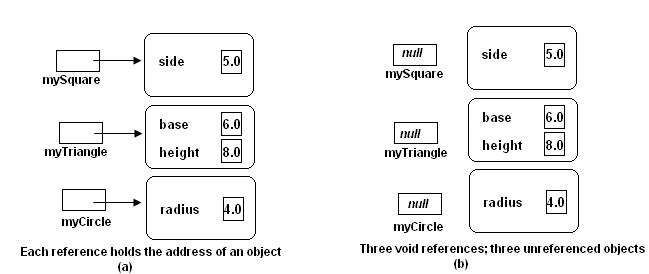 side 5.0
mySquare
base 6.0
myTriangle
height 8.0
radius 4.0
myCircle
Each reference holds the address of an object
(a)
null
side 5.0
mySquare
base 6.0
null
height 8.0
myTriangle
null
radius 4.0
myCircle
Three void references; three unreferenced objects
(b)